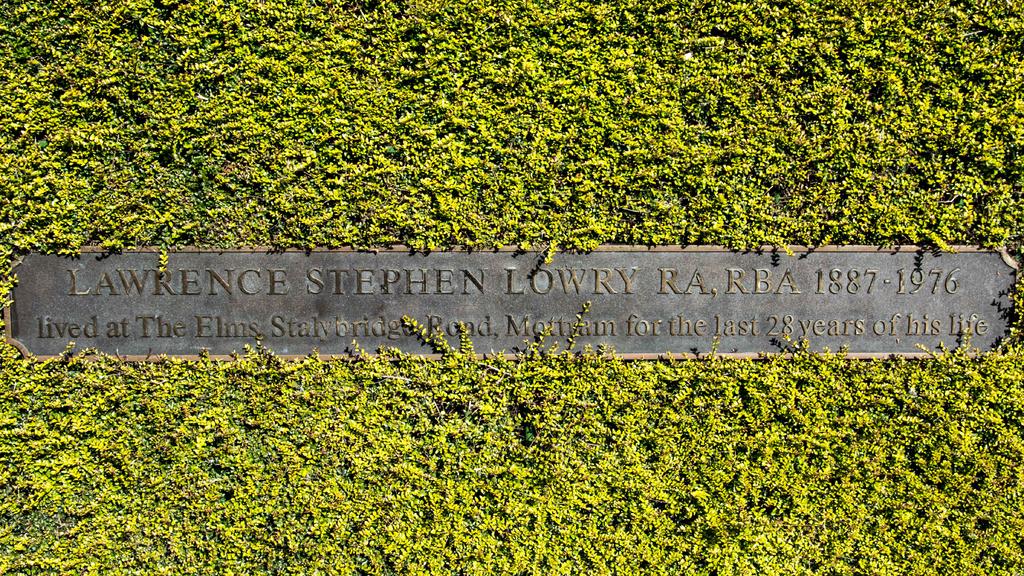 LAWRENCE STEPHEN LOWRY RA, RBA 1887-1976
lived at The Elms, Stalybridge Road, Mottram for the last 28 years of his life